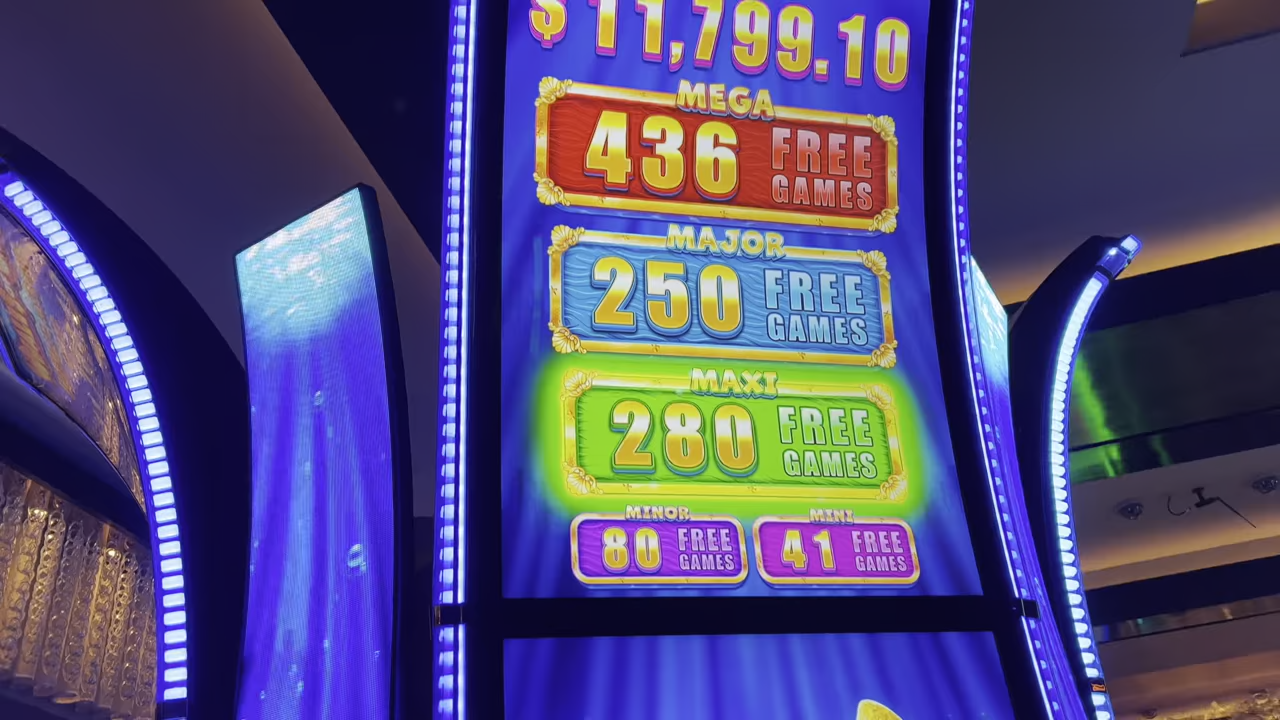 $11,799.10
MEGA
436 FREE GAMES
MAJOR
250 FREE GAMES
MAXI
280 FREE GAMES
MINOR
80 FREE GAMES
MINI
41 FREE GAMES